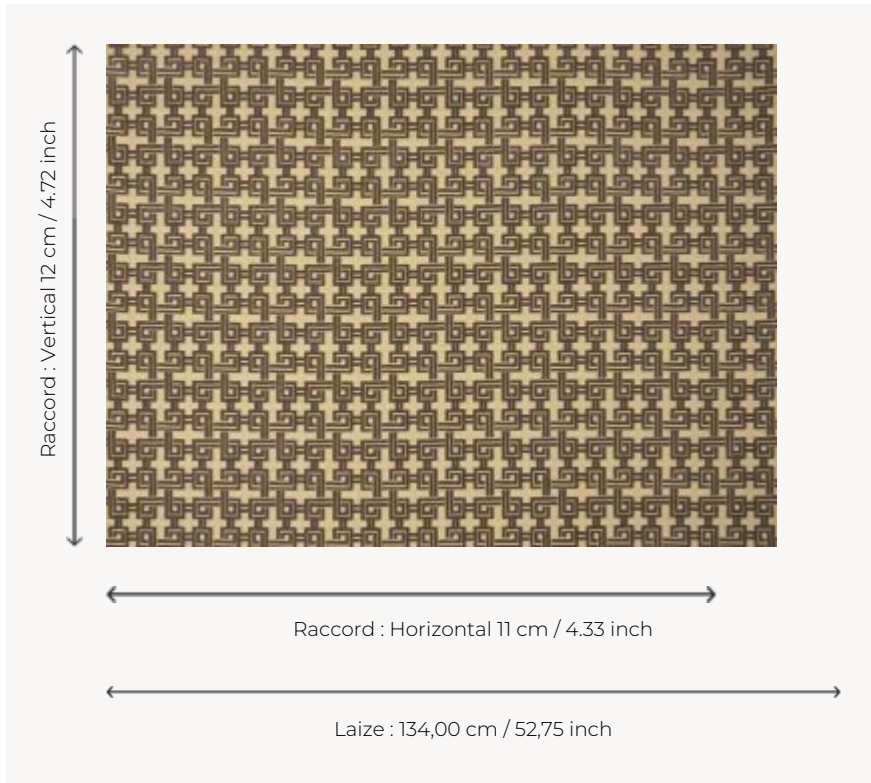 Raccord : Vertical 12 cm / 4.72 inch
Raccord : Horizontal 11 cm / 4.33 inch
Laize : 134,00 cm / 52,75 inch